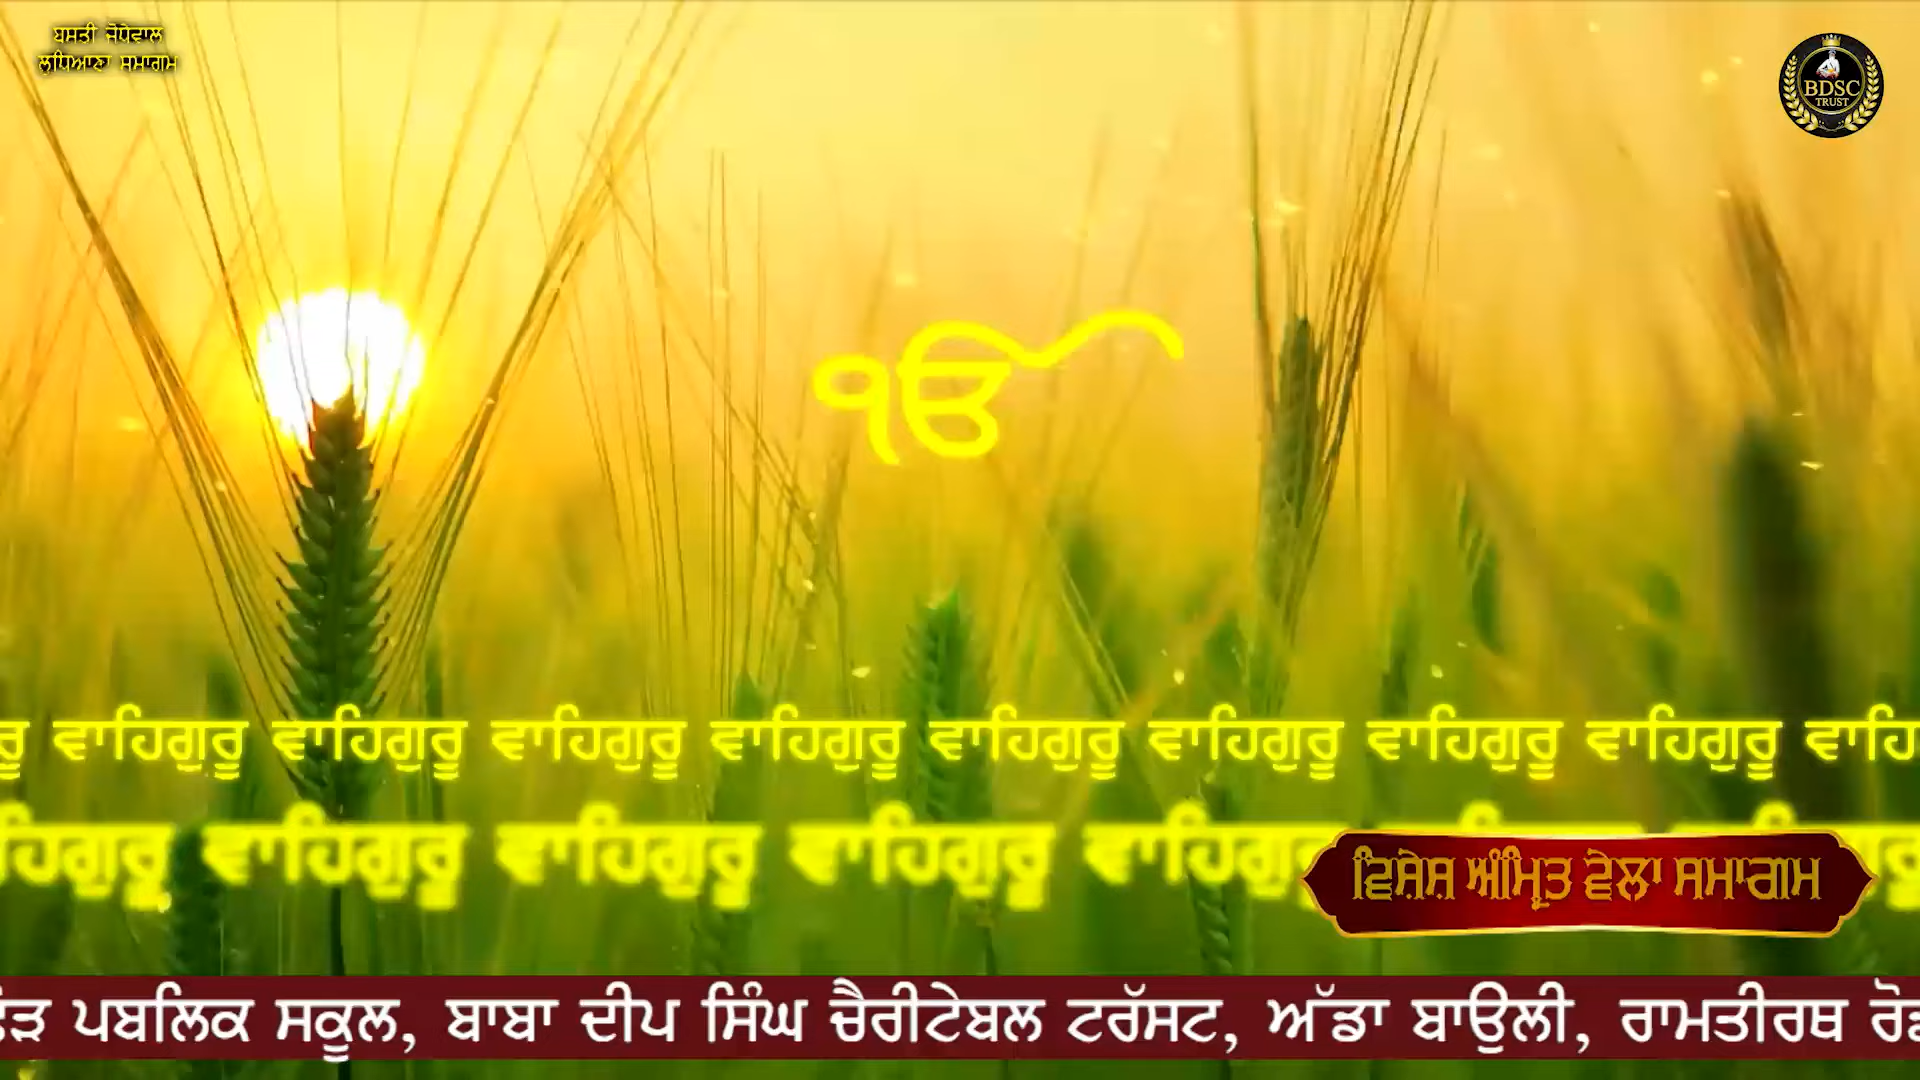 ਬਸਤੀ ਜੋਧੇਵਾਲ
ਲੁਧਿਆਣਾ ਸਮਾਗਮ
BDSC
TRUST
ੴ
ਰੂ ਵਾਹਿਗੁਰੂ ਵਾਹਿਗੁਰੂ ਵਾਹਿਗੁਰੂ ਵਾਹਿਗੁਰੂ ਵਾਹਿਗੁਰੂ ਵਾਹਿਗੁਰੂ ਵਾਹਿਗੁਰੂ ਵਾਹਿਗੁਰੂ ਵਾਹਿ
ਹਿਗੁਰੂ ਵਾਹਿਗੁਰੂ ਵਾਹਿਗੁਰੂ ਵਾਹਿਗੁਰੂ ਵਾਹਿਗੁਰੂ
ਵਿਸ਼ੇਸ਼ ਅੰਮ੍ਰਿਤ ਵੇਲਾ ਸਮਾਗਮ
ਪਬਲਿਕ ਸਕੂਲ, ਬਾਬਾ ਦੀਪ ਸਿੰਘ ਚੈਰੀਟੇਬਲ ਟਰੱਸਟ, ਅੱਡਾ ਬਾਉਲੀ, ਰਾਮਤੀਰਥ